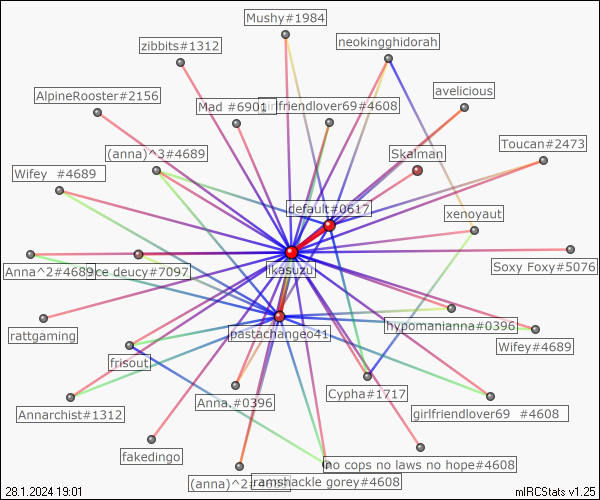 Mushy#1984
zibbits#1312
neokingghidorah
avelicious
AlpineRooster#2156
Mad #6901
girlfriendlover69#4608
(anna)^3#4689
Skalman
Toucan#2473
Wifey #4689
default#0617
xenoyaut
Anna^2#4689
ce deucy#7097
ikasuzu
Soxy Foxy#5076
rattgaming
pastachangeo41
hypomanianna#0396
Wifey#4689
frisout
Annarchist#1312
Anna.#0396
Cypha#1717
girlfriendlover69 #4608
fakedingo
no cops no laws no hope#4608
(anna)^2#4689
ramshackle gorey#4608
28.1.2024 19:01
mIRCStats v1.25